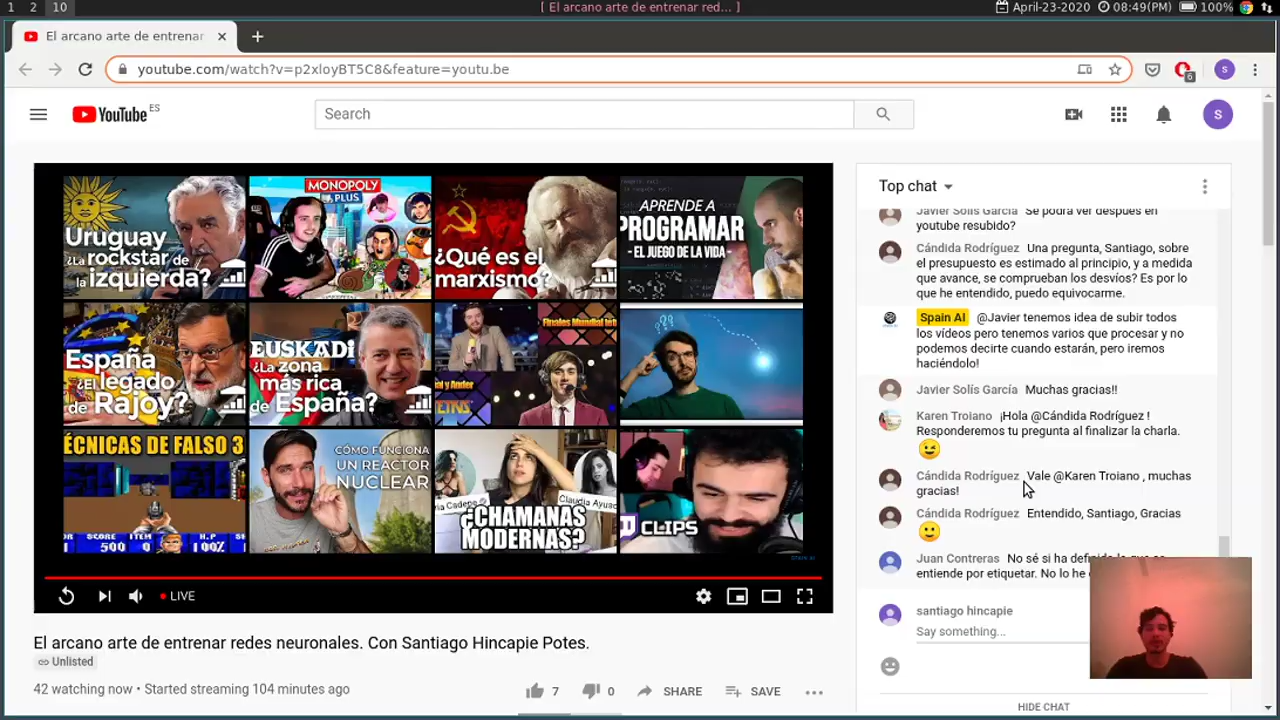 1 2 10
[ El arcano arte de entrenar red... ]
April-23-2020 08:49(PM) 100%
El arcano arte de entrenar
youtube.com/watch?v=p2xloyBT5C8&feature=youtu.be
6
S
YouTube ES
Search
S
Uruguay
¿La rockstar de la
izquierda?
MONOPOLY
PLUS
¿Qué es el
marxismo?
APRENDE A
PROGRAMAR
- EL JUEGO DE LA VIDA -
España
¿El legado
de Rajoy?
EUSKADI
¿La zona
más rica
de España?
Finales Mundial
ÉCNICAS DE FALSO 3
SCORE
500 0 100%
CÓMO FUNCIONA
UN REACTOR
NUCLEAR
¿CHAMANAS
MODERNAS?
CLIPS
LIVE
El arcano arte de entrenar redes neuronales. Con Santiago Hincapie Potes.
Unlisted
42 watching now • Started streaming 104 minutes ago
7 0 SHARE SAVE
Top chat
Javier Solís García Se podrá ver después en
youtube resubido?
Cándida Rodríguez Una pregunta, Santiago, sobre
el presupuesto es estimado al principio, y a medida
que avance, se comprueban los desvíos? Es por lo
que he entendido, puedo equivocarme.
Spain AI @Javier tenemos idea de subir todos
los vídeos pero tenemos varios que procesar y no
podemos decirte cuando estarán, pero iremos
haciéndolo!
Javier Solís García Muchas gracias!!
Karen Troiano ¡Hola @Cándida Rodríguez !
Responderemos tu pregunta al finalizar la charla.
Cándida Rodríguez Vale @Karen Troiano , muchas
gracias!
Cándida Rodríguez Entendido, Santiago, Gracias
Juan Contreras No sé si ha
entiende por etiquetar. No lo he
santiago hincapie
Say something...
HIDE CHAT